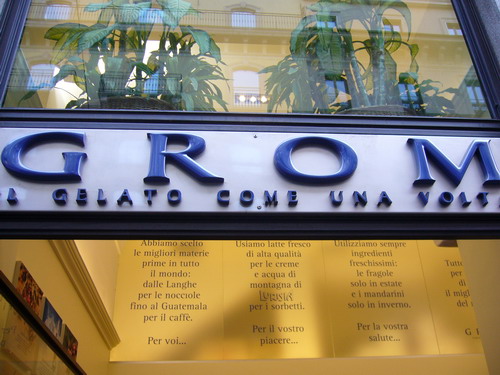 GROM
IL GELATO COME UNA VOLTA
Abbiamo scelto
le migliori materie
prime in tutto
il mondo:
dalle Langhe
per le nocciole
fino al Guatemala
per il caffè.
Per voi...
Usiamo latte fresco
di alta qualità
per le creme
e acqua di
montagna di
per i sorbetti.
Per il vostro
piacere...
Utilizziamo sempre
ingredienti
freschissimi:
le fragole
solo in estate
e i mandarini
solo in inverno.
Per la vostra
salute...
per
il migl